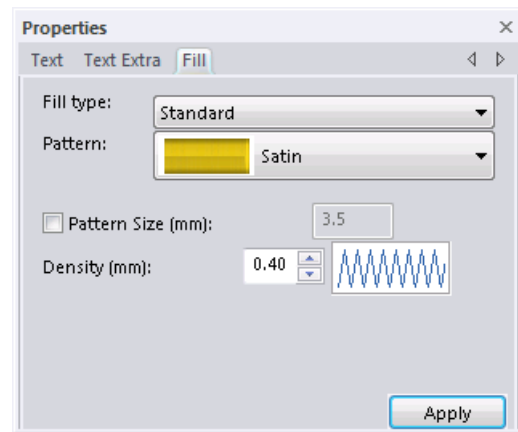 Properties
Text Text Extra Fill
Fill type: Standard
Pattern: Satin
Pattern Size (mm): 3.5
Density (mm): 0.40
Apply